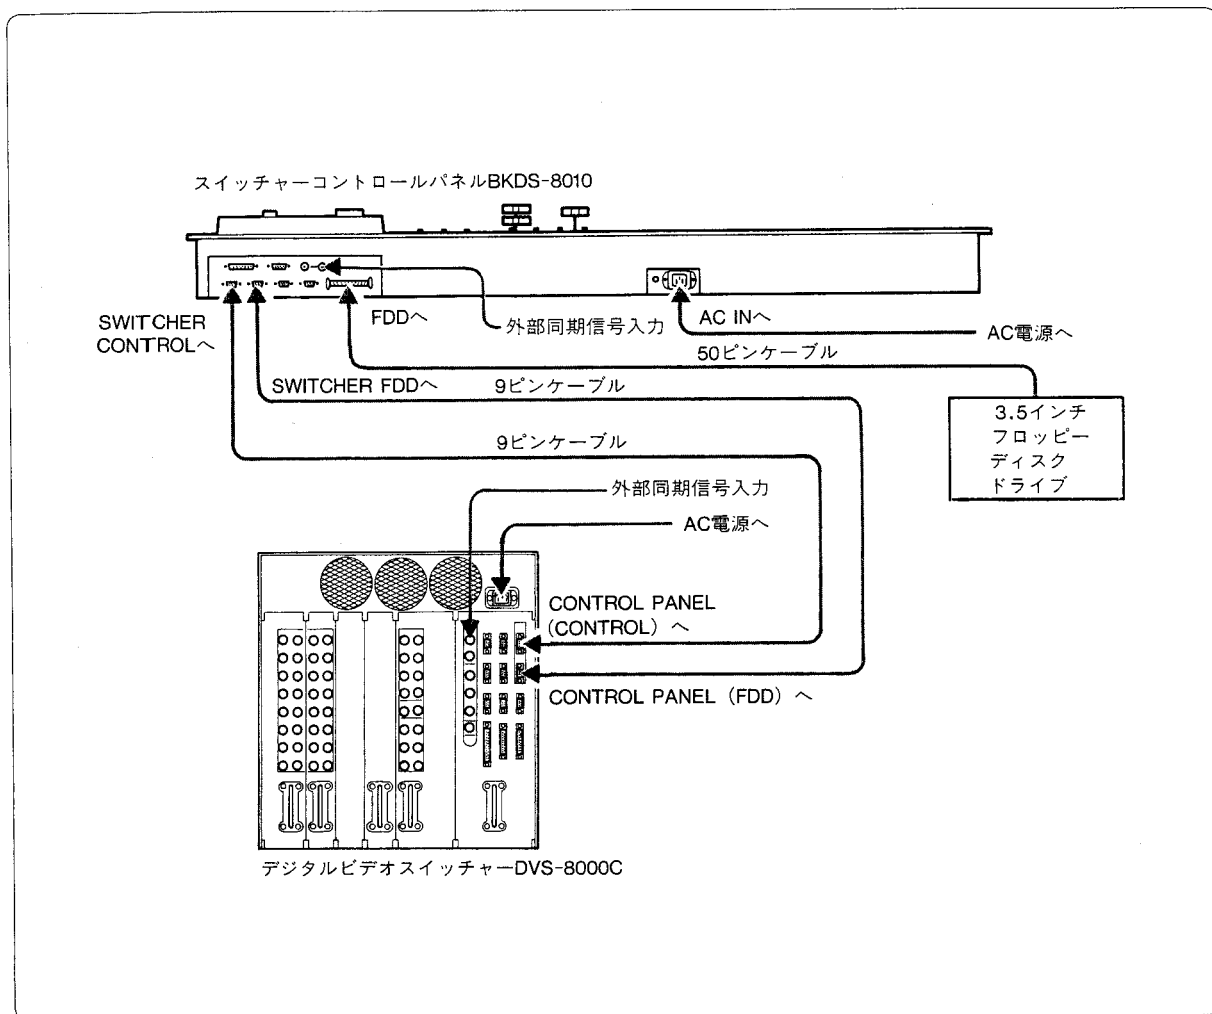 スイッチャーコントロールパネルBKDS-8010
SWITCHER
CONTROLへ
FDDへ
外部同期信号入力
AC INへ
AC電源へ
50ピンケーブル
SWITCHER FDDへ
9ピンケーブル
3.5インチ
フロッピー
ディスク
ドライブ
9ピンケーブル
外部同期信号入力
AC電源へ
CONTROL PANEL
(CONTROL) へ
CONTROL PANEL (FDD) へ
デジタルビデオスイッチャーDVS-8000C